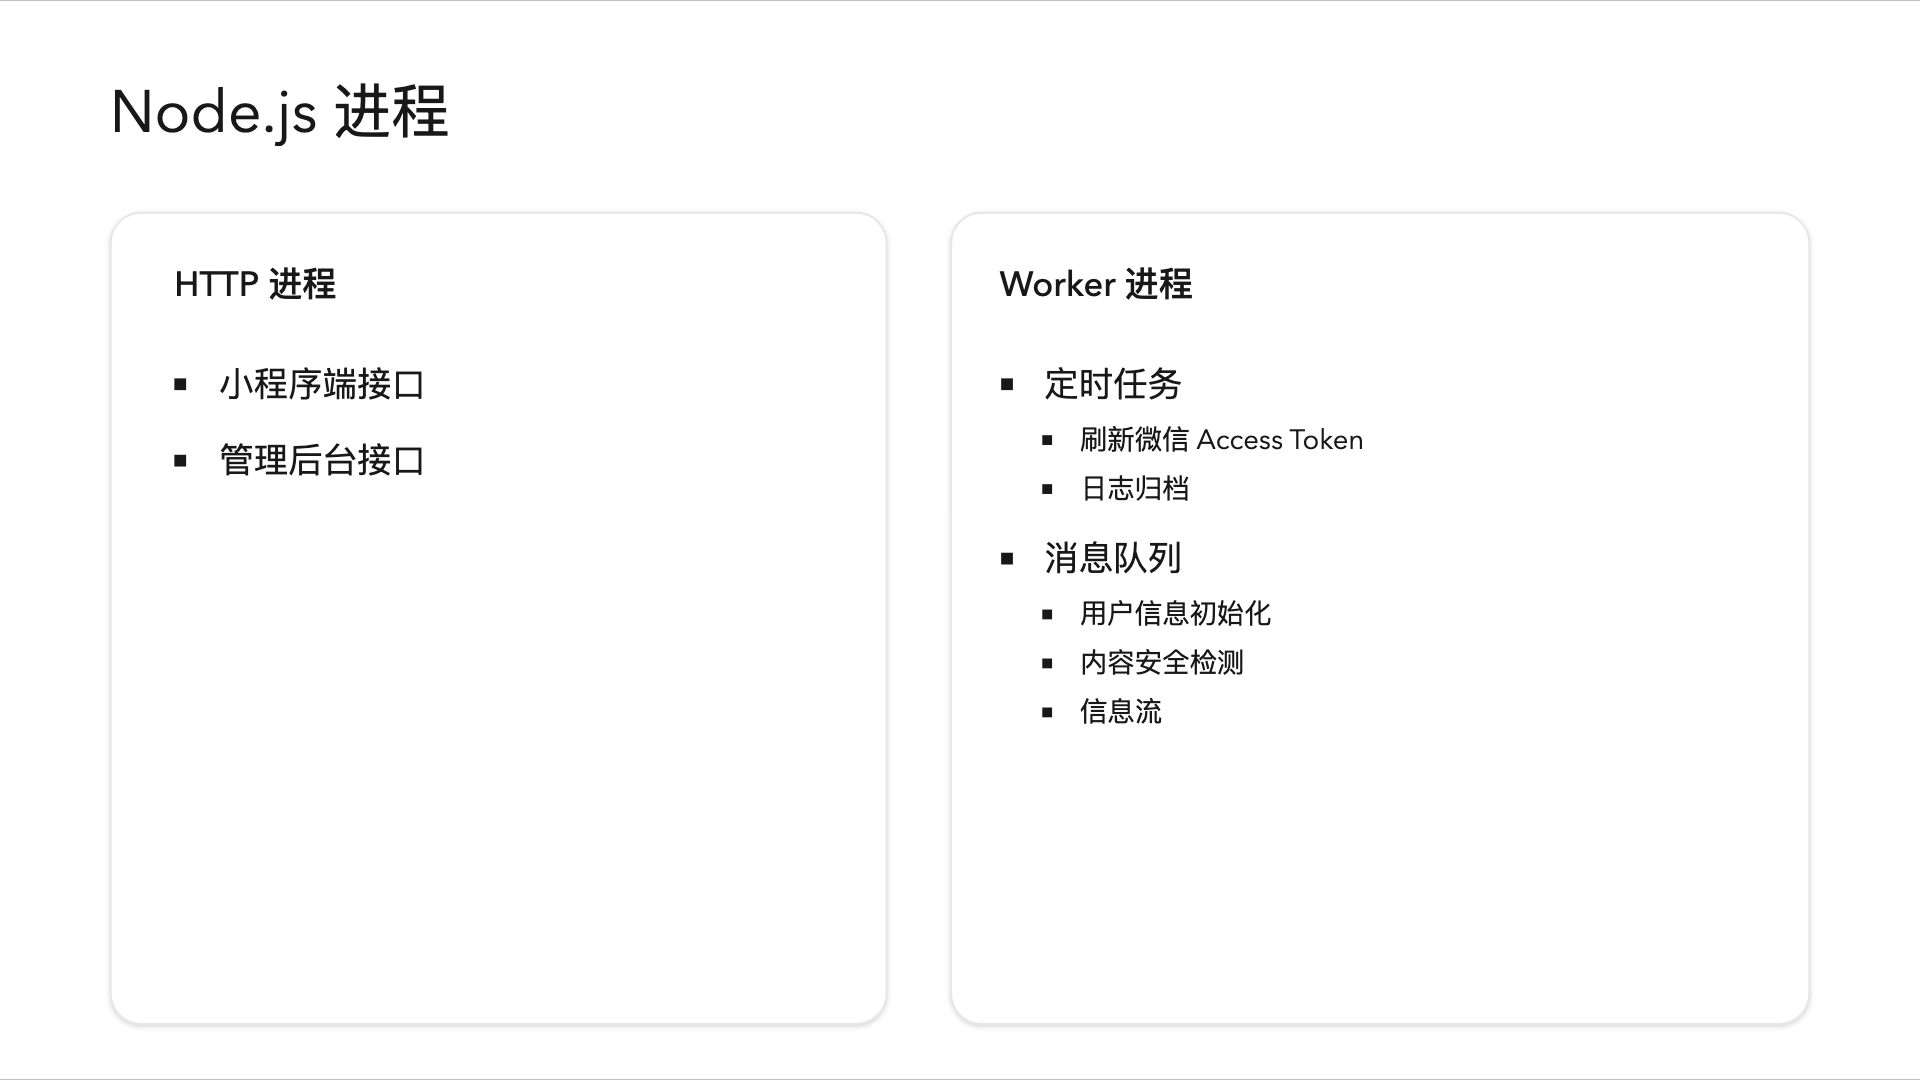 Node.js 进程
HTTP 进程
▪ 小程序端接口
▪ 管理后台接口
Worker 进程
▪ 定时任务
▪ 刷新微信 Access Token
▪ 日志归档
▪ 消息队列
▪ 用户信息初始化
▪ 内容安全检测
▪ 信息流